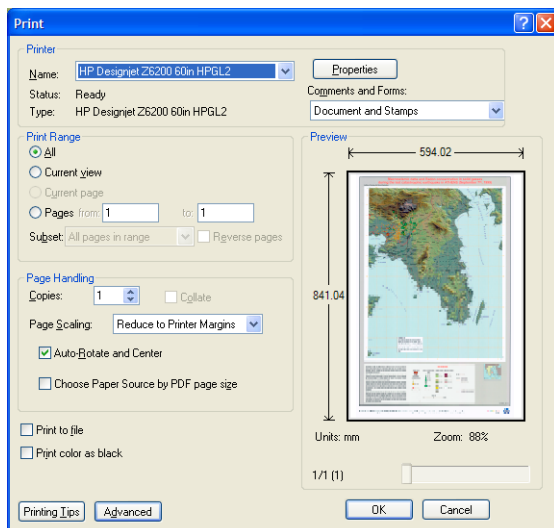 Print
Printer
Name: HP Designjet Z6200 60in HPGL2
Properties
Status: Ready
Type: HP Designjet Z6200 60in HPGL2
Comments and Forms:
Document and Stamps
Print Range
All
Current view
Current page
Pages from: 1 to: 1
Subset: All pages in range Reverse pages
Page Handling
Copies: 1 Collate
Page Scaling: Reduce to Printer Margins
Auto-Rotate and Center
Choose Paper Source by PDF page size
Print to file
Print color as black
Preview
594.02
841.04
Units: mm Zoom: 88%
1/1 (1)
Printing Tips Advanced OK Cancel